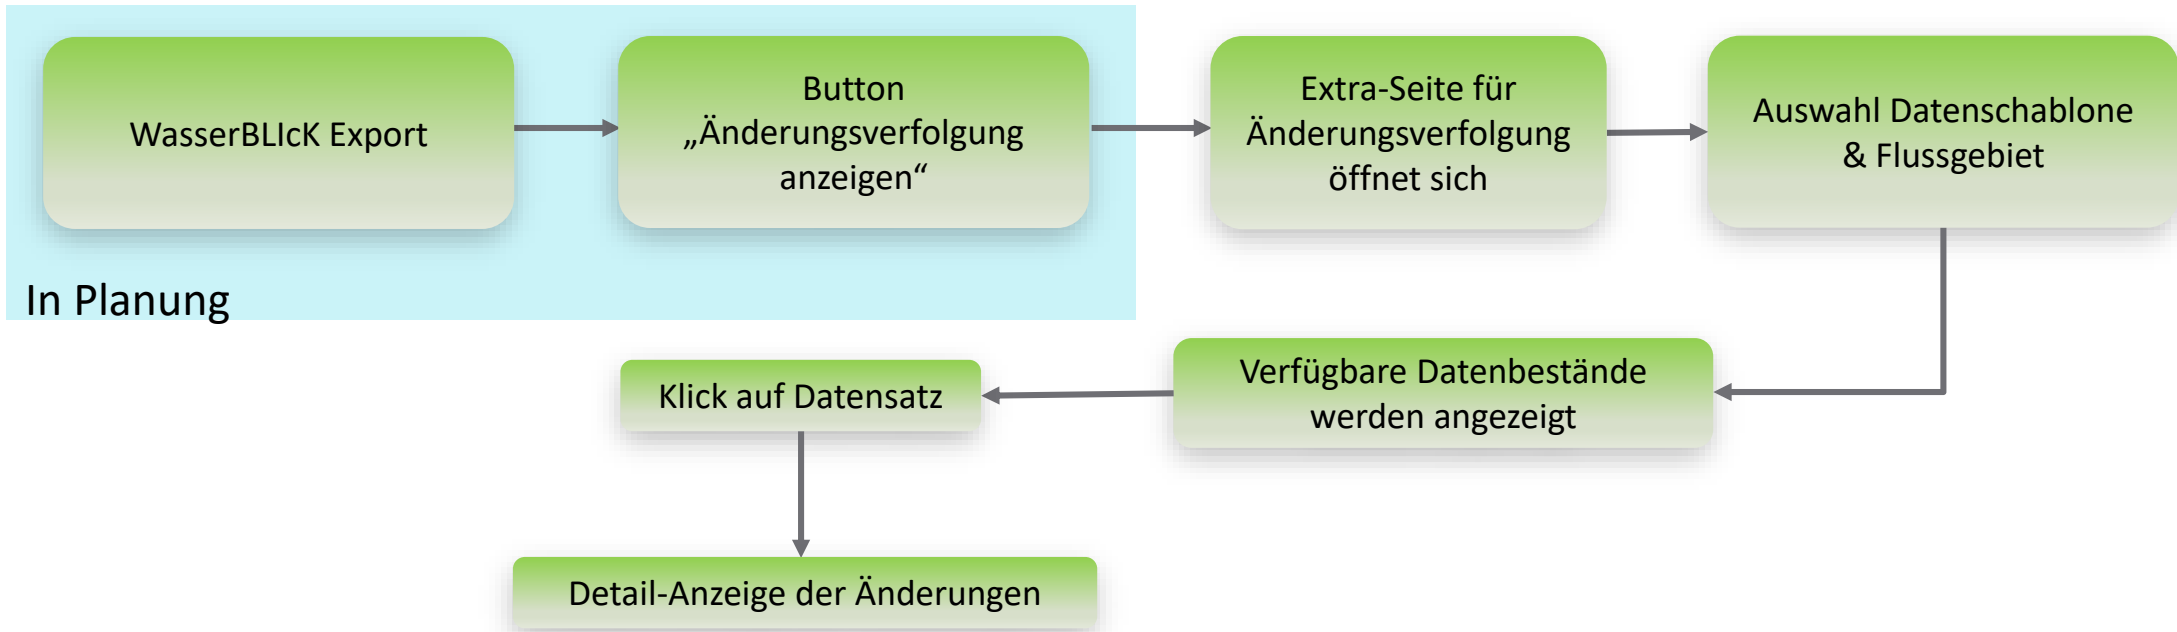 WasserBLIcK Export
Button
„Änderungsverfolgung
anzeigen“
Extra-Seite für
Änderungsverfolgung
öffnet sich
Auswahl Datenschablone
& Flussgebiet
In Planung
Verfügbare Datenbestände
werden angezeigt
Klick auf Datensatz
Detail-Anzeige der Änderungen